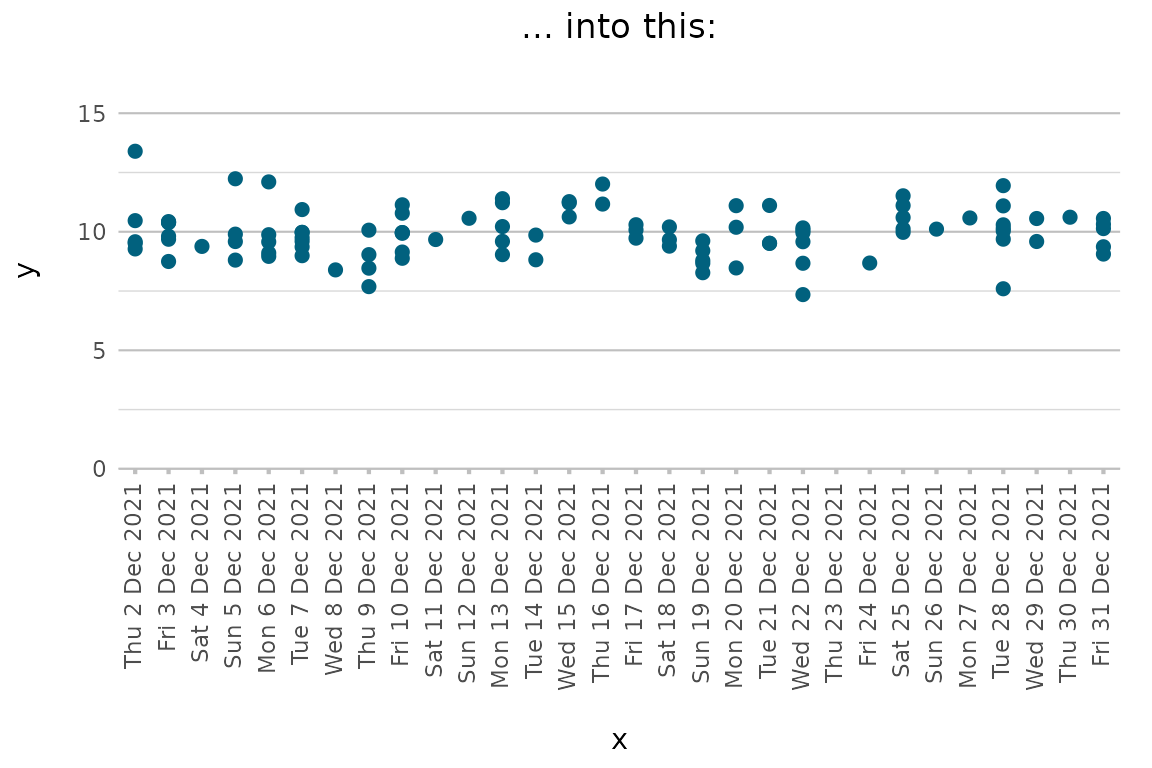 ... into this:
15
10
5
0
y
Thu 2 Dec 2021
Fri 3 Dec 2021
Sat 4 Dec 2021
Sun 5 Dec 2021
Mon 6 Dec 2021
Tue 7 Dec 2021
Wed 8 Dec 2021
Thu 9 Dec 2021
Fri 10 Dec 2021
Sat 11 Dec 2021
Sun 12 Dec 2021
Mon 13 Dec 2021
Tue 14 Dec 2021
Wed 15 Dec 2021
Thu 16 Dec 2021
Fri 17 Dec 2021
Sat 18 Dec 2021
Sun 19 Dec 2021
Mon 20 Dec 2021
Tue 21 Dec 2021
Wed 22 Dec 2021
Thu 23 Dec 2021
Fri 24 Dec 2021
Sat 25 Dec 2021
Sun 26 Dec 2021
Mon 27 Dec 2021
Tue 28 Dec 2021
Wed 29 Dec 2021
Thu 30 Dec 2021
Fri 31 Dec 2021
x